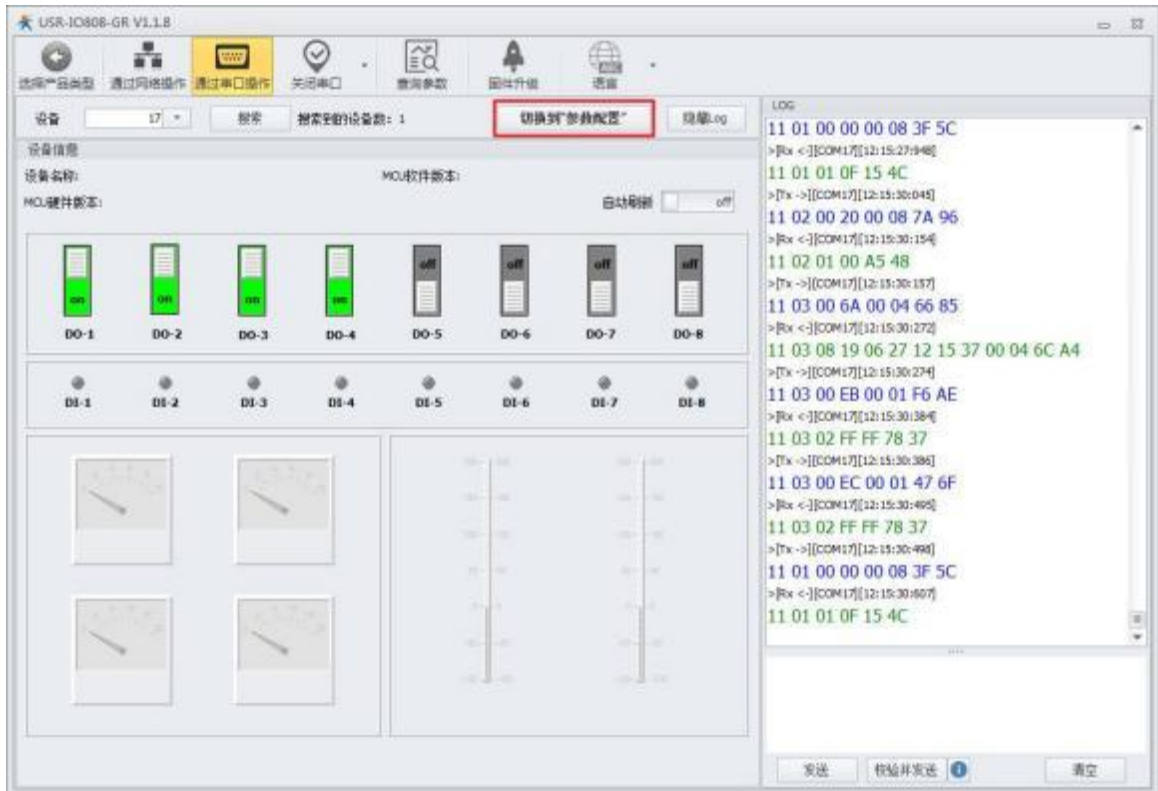 USR-IO808-GR V1.1.8
选择产品类型 通过网络操作 通过串口操作 关闭串口 查询参数 固件升级 语言
设备 17 搜索 搜索到的设备数: 1 切换到"参数配置" 隐藏Log
设备信息
设备名称: MCU软件版本:
MCU硬件版本: 自动刷新 off
on on on on off off off off
DO-1 DO-2 DO-3 DO-4 DO-5 DO-6 DO-7 DO-8
DI-1 DI-2 DI-3 DI-4 DI-5 DI-6 DI-7 DI-8
LOG
11 01 00 00 00 08 3F 5C
>[Rx <-][COM17][12:15:27:948]
11 01 01 0F 15 4C
>[Tx ->][COM17][12:15:30:045]
11 02 00 20 00 08 7A 96
>[Rx <-][COM17][12:15:30:154]
11 02 01 00 A5 48
>[Tx ->][COM17][12:15:30:157]
11 03 00 6A 00 04 66 85
>[Rx <-][COM17][12:15:30:272]
11 03 08 19 06 27 12 15 37 00 04 6C A4
>[Tx ->][COM17][12:15:30:274]
11 03 00 EB 00 01 F6 AE
>[Rx <-][COM17][12:15:30:384]
11 03 02 FF FF 78 37
>[Tx ->][COM17][12:15:30:386]
11 03 00 EC 00 01 47 6F
>[Rx <-][COM17][12:15:30:495]
11 03 02 FF FF 78 37
>[Tx ->][COM17][12:15:30:498]
11 01 00 00 00 08 3F 5C
>[Rx <-][COM17][12:15:30:607]
11 01 01 0F 15 4C
发送 校验并发送 清空